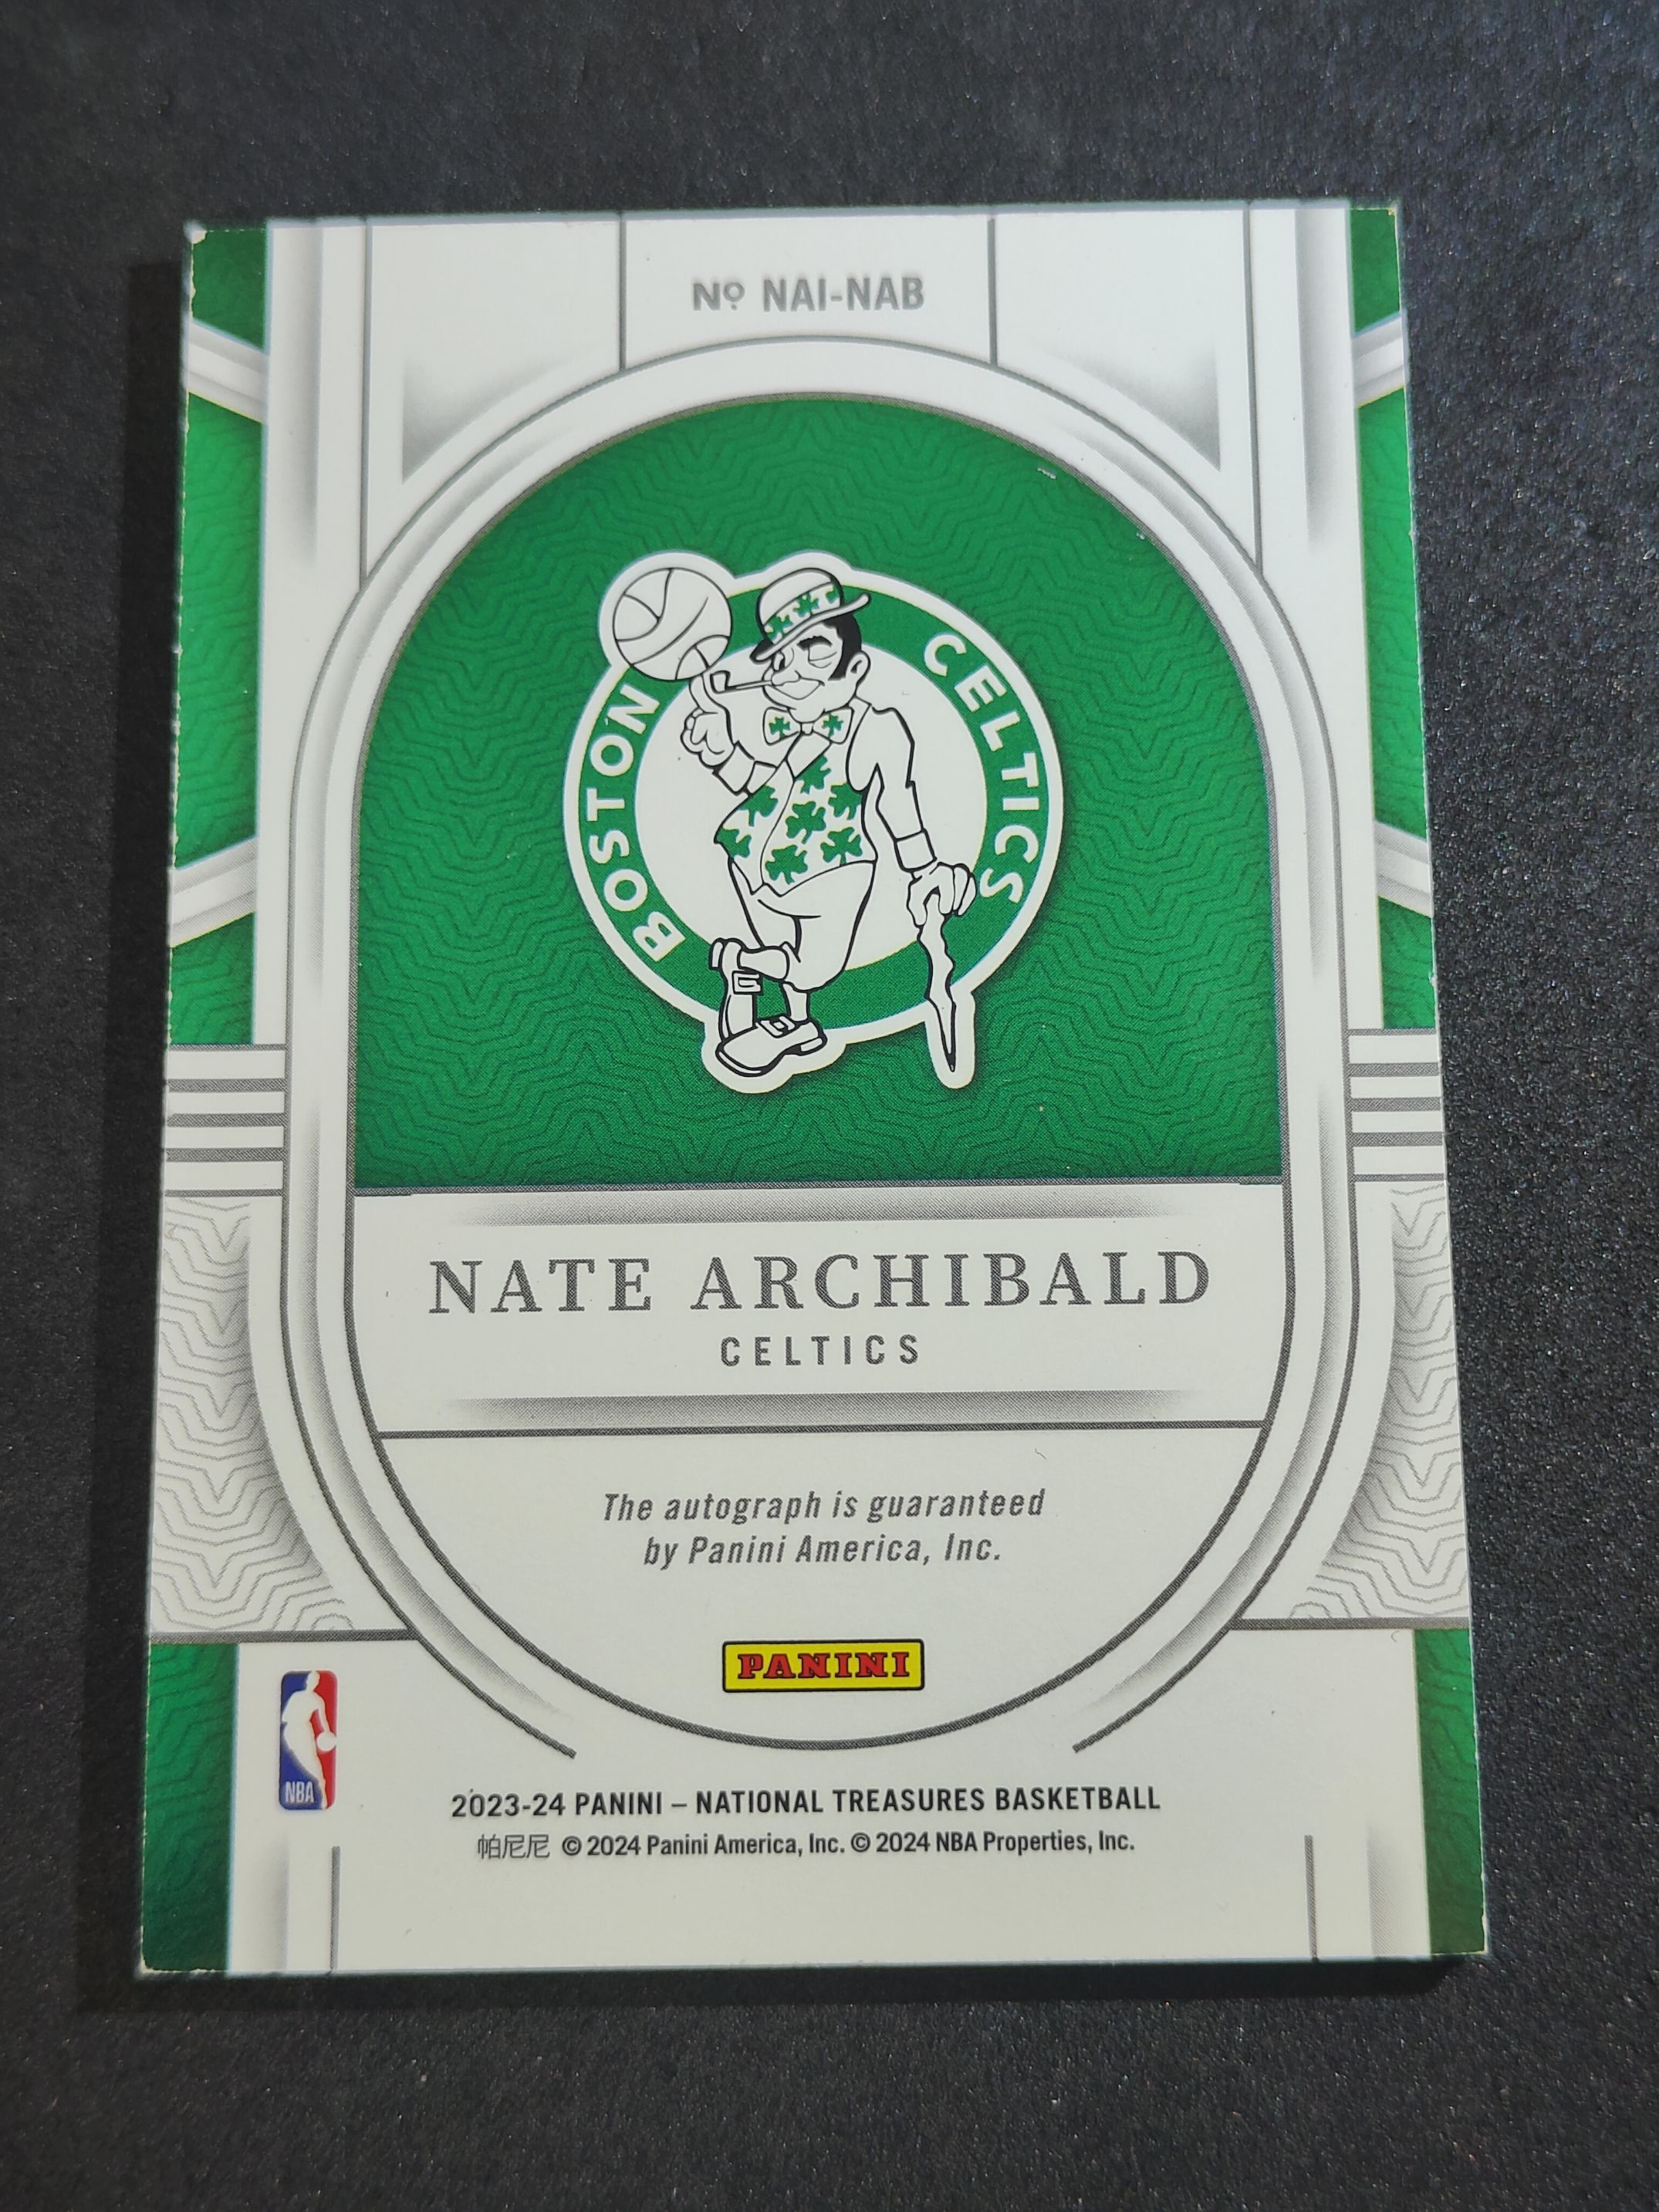 Nº NAI-NAB
BOSTON CELTICS
NATE ARCHIBALD
CELTICS
The autograph is guaranteed
by Panini America, Inc.
PANINI
NBA
2023-24 PANINI – NATIONAL TREASURES BASKETBALL
帕尼尼 © 2024 Panini America, Inc. © 2024 NBA Properties, Inc.